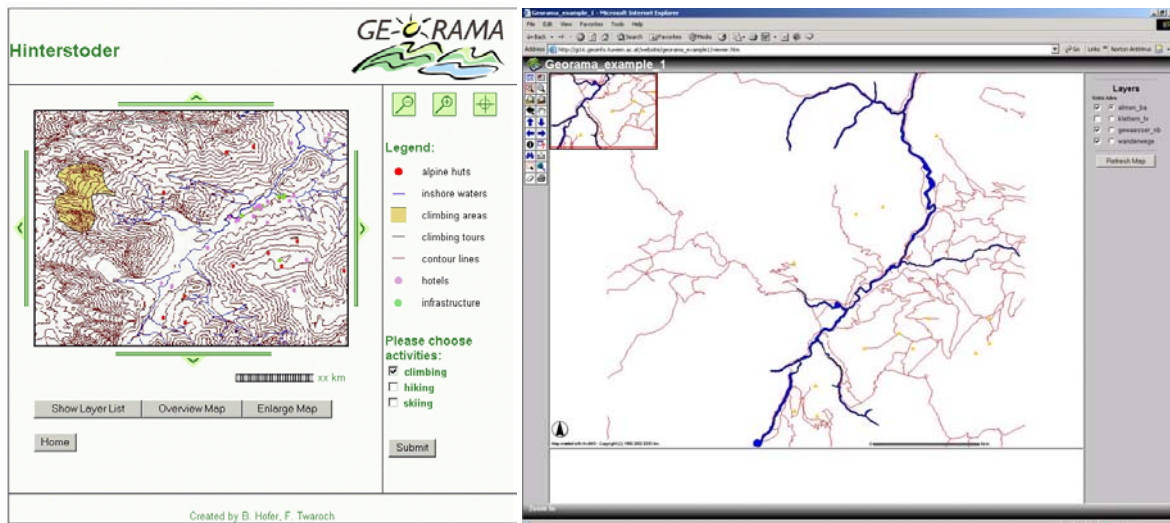 Hinterstoder
GEORAMA
Legend:
alpine huts
inshore waters
climbing areas
climbing tours
contour lines
hotels
infrastructure
Please choose
activities:
climbing
hiking
skiing
xx km
Show Layer List
Overview Map
Enlarge Map
Home
Submit
Created by B. Hofer, F. Twaroch
Georama_example_1 - Microsoft Internet Explorer
File Edit View Favorites Tools Help
Back Search Favorites Media
Address
Go Links Norton Antivirus
Georama_example_1
Layers
almen_ba
klettern_tv
gewaesser_nb
wanderwege
Refresh Map
Zoom In